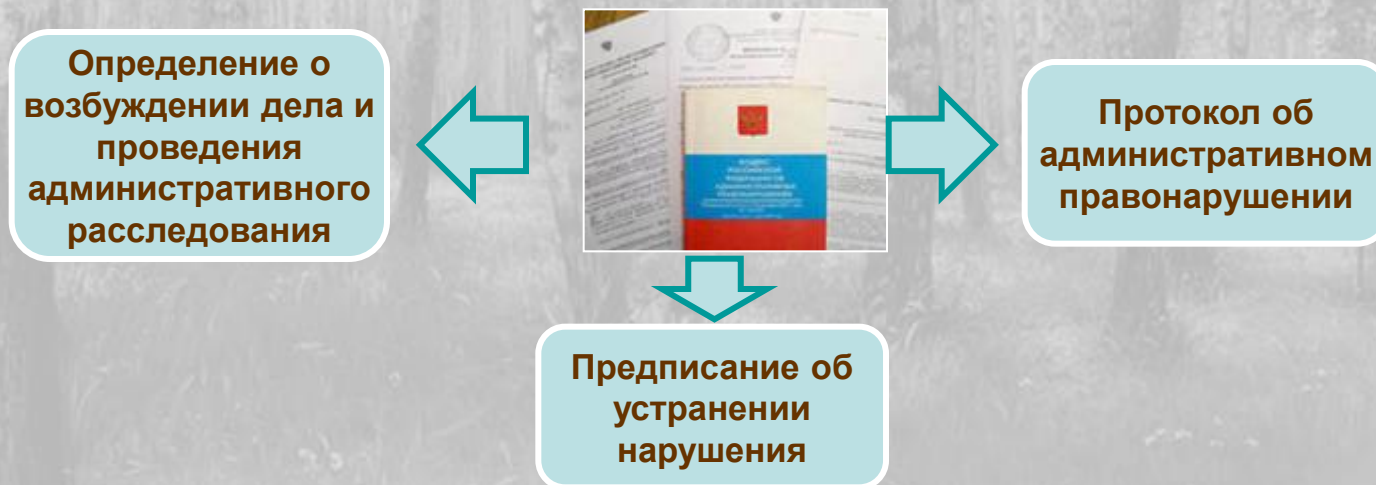 Определение о
возбуждении дела и
проведения
административного
расследования
Протокол об
административном
правонарушении
Предписание об
устранении
нарушения